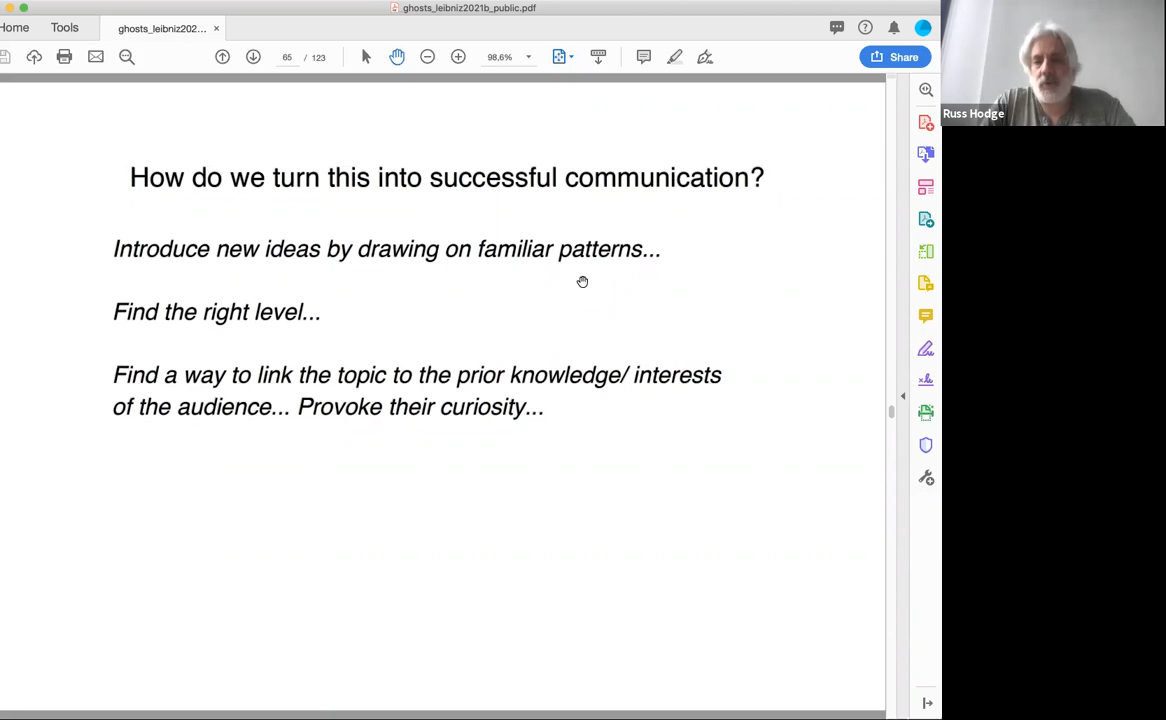 ghosts_leibniz2021b_public.pdf
Home
Tools
ghosts_leibniz202...
65 / 123
98,6%
Share
Russ Hodge
How do we turn this into successful communication?
Introduce new ideas by drawing on familiar patterns...
Find the right level...
Find a way to link the topic to the prior knowledge/ interests
of the audience... Provoke their curiosity...